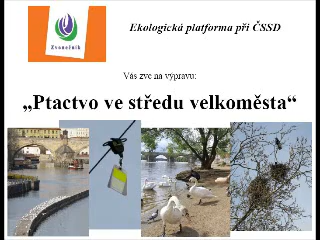 Zvonečník
Ekologická platforma při ČSSD
Vás zve na výpravu:
„Ptactvo ve středu velkoměsta“